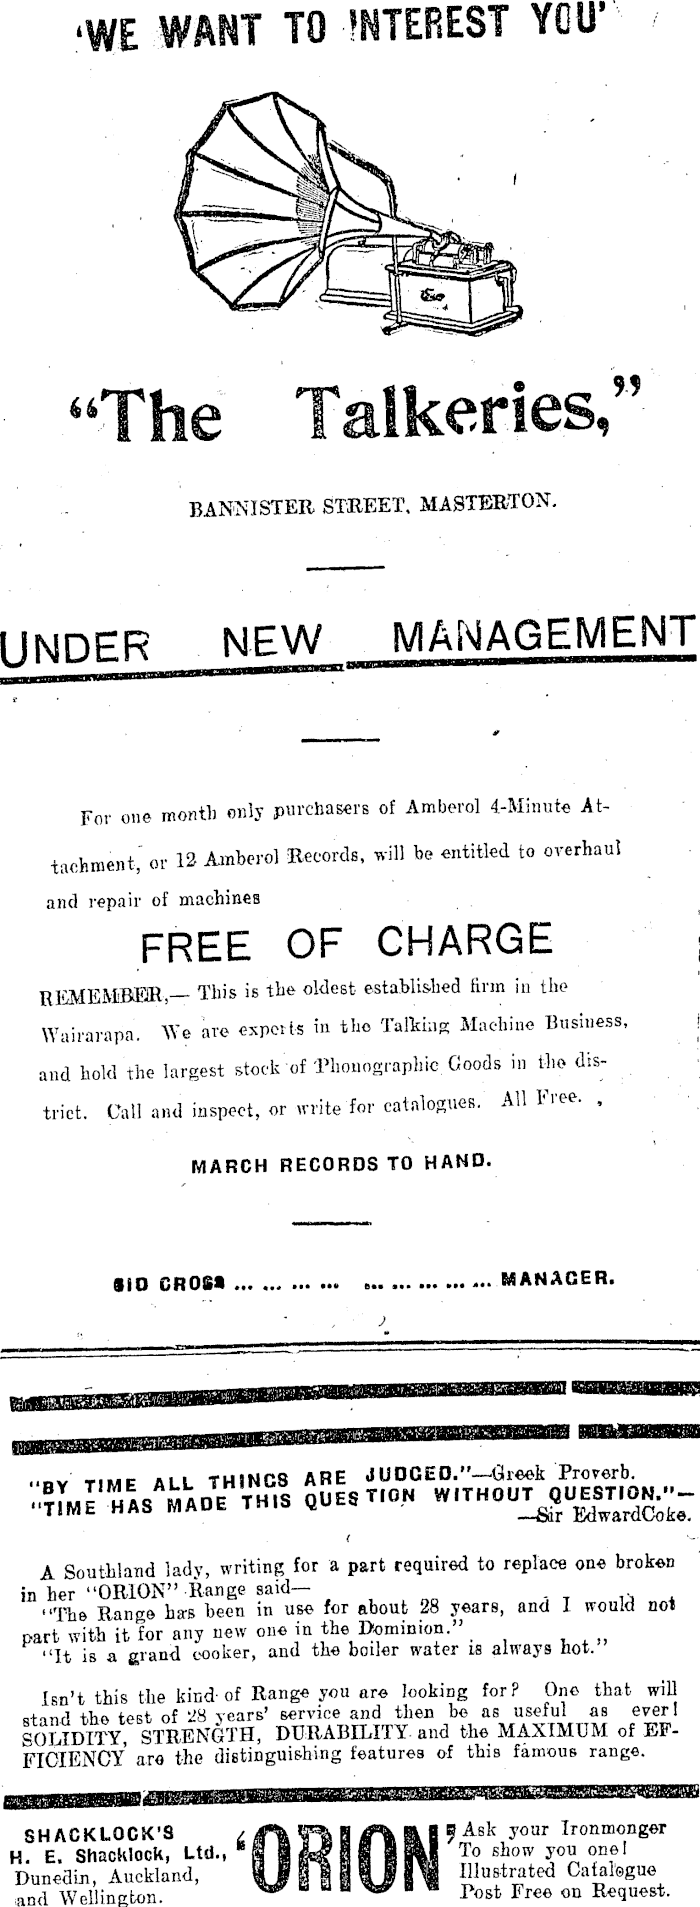 'WE WANT TO INTEREST YOU'
"The Talkeries,"
BANNISTER STREET, MASTERTON.
UNDER NEW MANAGEMENT
For one month only purchasers of Amberol 4-Minute At-
tachment, or 12 Amberol Records, will be entitled to overhaul
and repair of machines
FREE OF CHARGE
REMEMBER,— This is the oldest established firm in the
Wairarapa. We are experts in the Talking Machine Business,
and hold the largest stock of Phonographic Goods in the dis-
trict. Call and inspect, or write for catalogues. All Free.
MARCH RECORDS TO HAND.
SID CROSS ... ... ... ... ... ... ... ... ... MANAGER.
"BY TIME ALL THINGS ARE JUDGED."—Greek Proverb.
"TIME HAS MADE THIS QUESTION WITHOUT QUESTION."—
—Sir EdwardCoke.
A Southland lady, writing for a part required to replace one broken
in her "ORION" Range said—
"The Range has been in use for about 28 years, and I would not
part with it for any new one in the Dominion."
"It is a grand cooker, and the boiler water is always hot."
Isn't this the kind of Range you are looking for? One that will
stand the test of 28 years' service and then be as useful as ever!
SOLIDITY, STRENGTH, DURABILITY and the MAXIMUM of EF-
FICIENCY are the distinguishing features of this famous range.
SHACKLOCK'S
H. E. Shacklock, Ltd.,
Dunedin, Auckland,
and Wellington.
'ORION'
Ask your Ironmonger
To show you one!
Illustrated Catalogue
Post Free on Request.